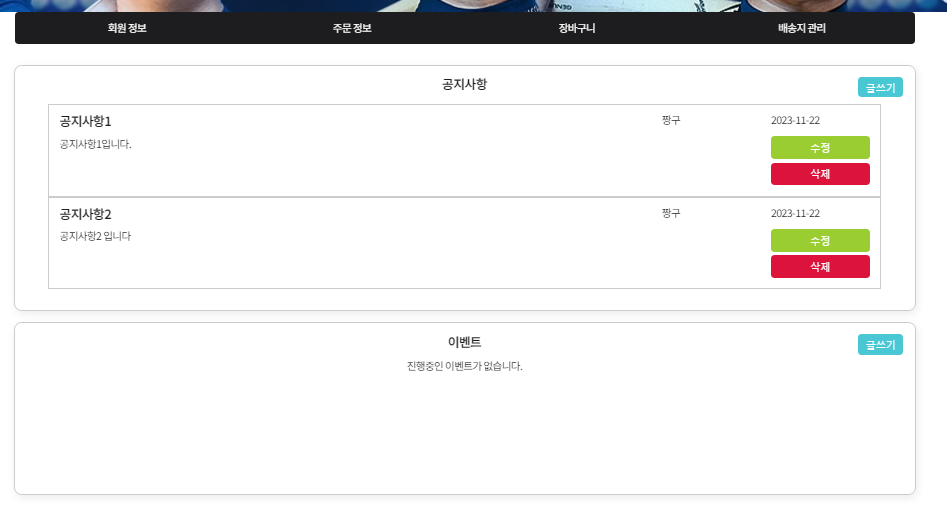 회원 정보 주문 정보 장바구니 배송지 관리
공지사항 글쓰기
공지사항1 짱구 2023-11-22
공지사항1입니다. 수정
삭제
공지사항2 짱구 2023-11-22
공지사항2 입니다 수정
삭제
이벤트 글쓰기
진행중인 이벤트가 없습니다.